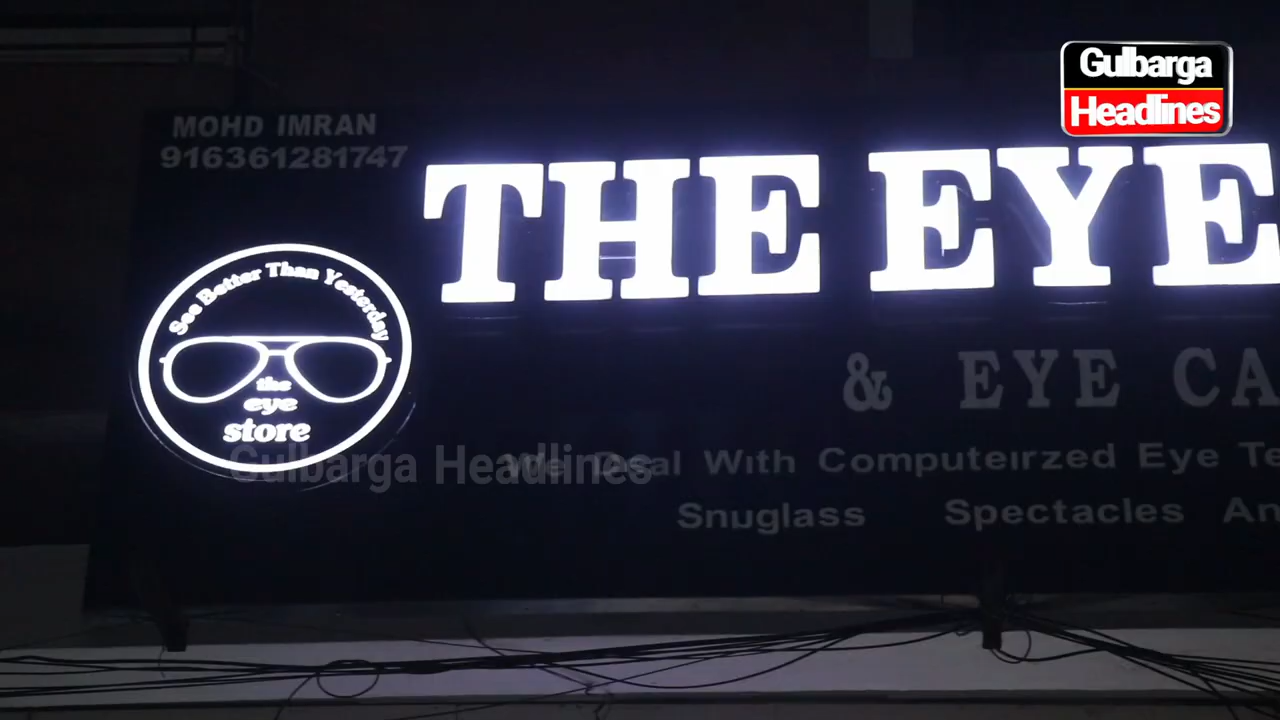 Gulbarga
Headlines
MOHD IMRAN
916361281747
THE EYE
See Better Than Yesterday
the
eye
store
& EYE CA
We Deal With Computeirzed Eye Te
Gulbarga Headlines
Snuglass Spectacles An